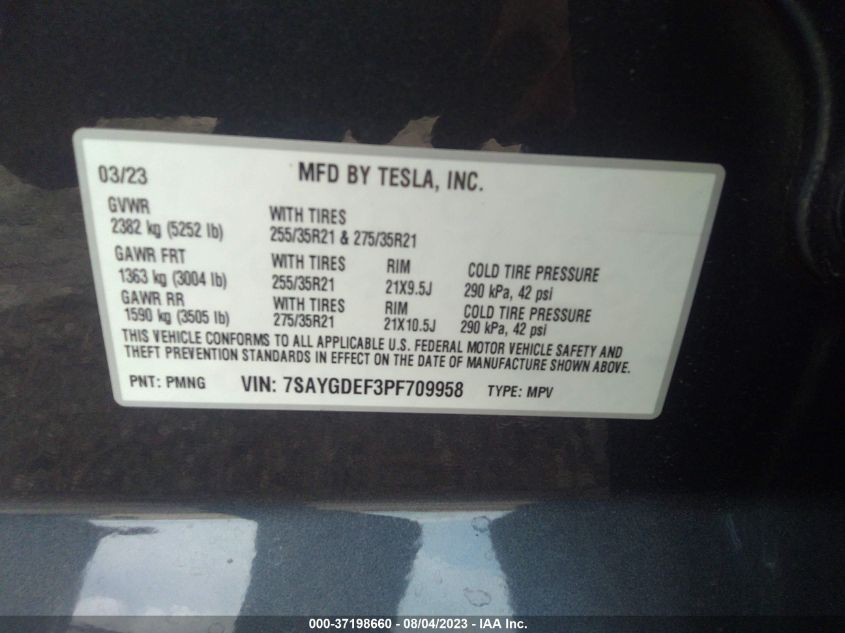 03/23 MFD BY TESLA, INC.
GVWR WITH TIRES
2382 kg (5252 lb) 255/35R21 & 275/35R21
GAWR FRT WITH TIRES RIM COLD TIRE PRESSURE
1363 kg (3004 lb) 255/35R21 21X9.5J 290 kPa, 42 psi
GAWR RR WITH TIRES RIM COLD TIRE PRESSURE
1590 kg (3505 lb) 275/35R21 21X10.5J 290 kPa, 42 psi
THIS VEHICLE CONFORMS TO ALL APPLICABLE U.S. FEDERAL MOTOR VEHICLE SAFETY AND
THEFT PREVENTION STANDARDS IN EFFECT ON THE DATE OF MANUFACTURE SHOWN ABOVE.
PNT: PMNG VIN: 7SAYGDEF3PF709958 TYPE: MPV
000-37198660 - 08/04/2023 - IAA Inc.